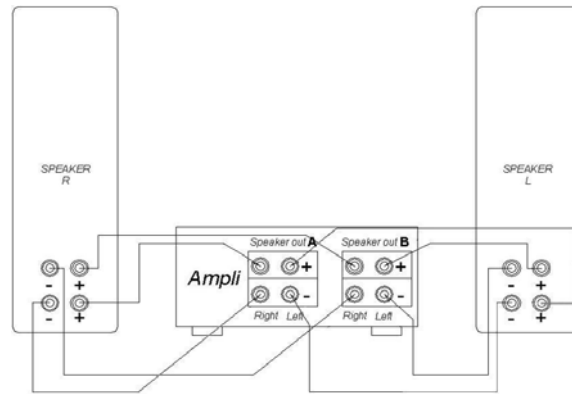 SPEAKER
R
SPEAKER
L
Speaker out A
Speaker out B
Ampli
+
+
-
-
Right Left
Right Left
- +
- +
- +
- +